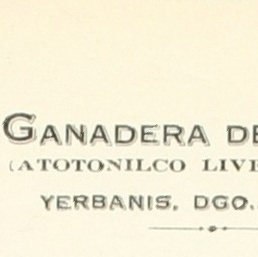 GANADERA DE
(ATOTONILCO LIVE
YERBANIS, DGO.